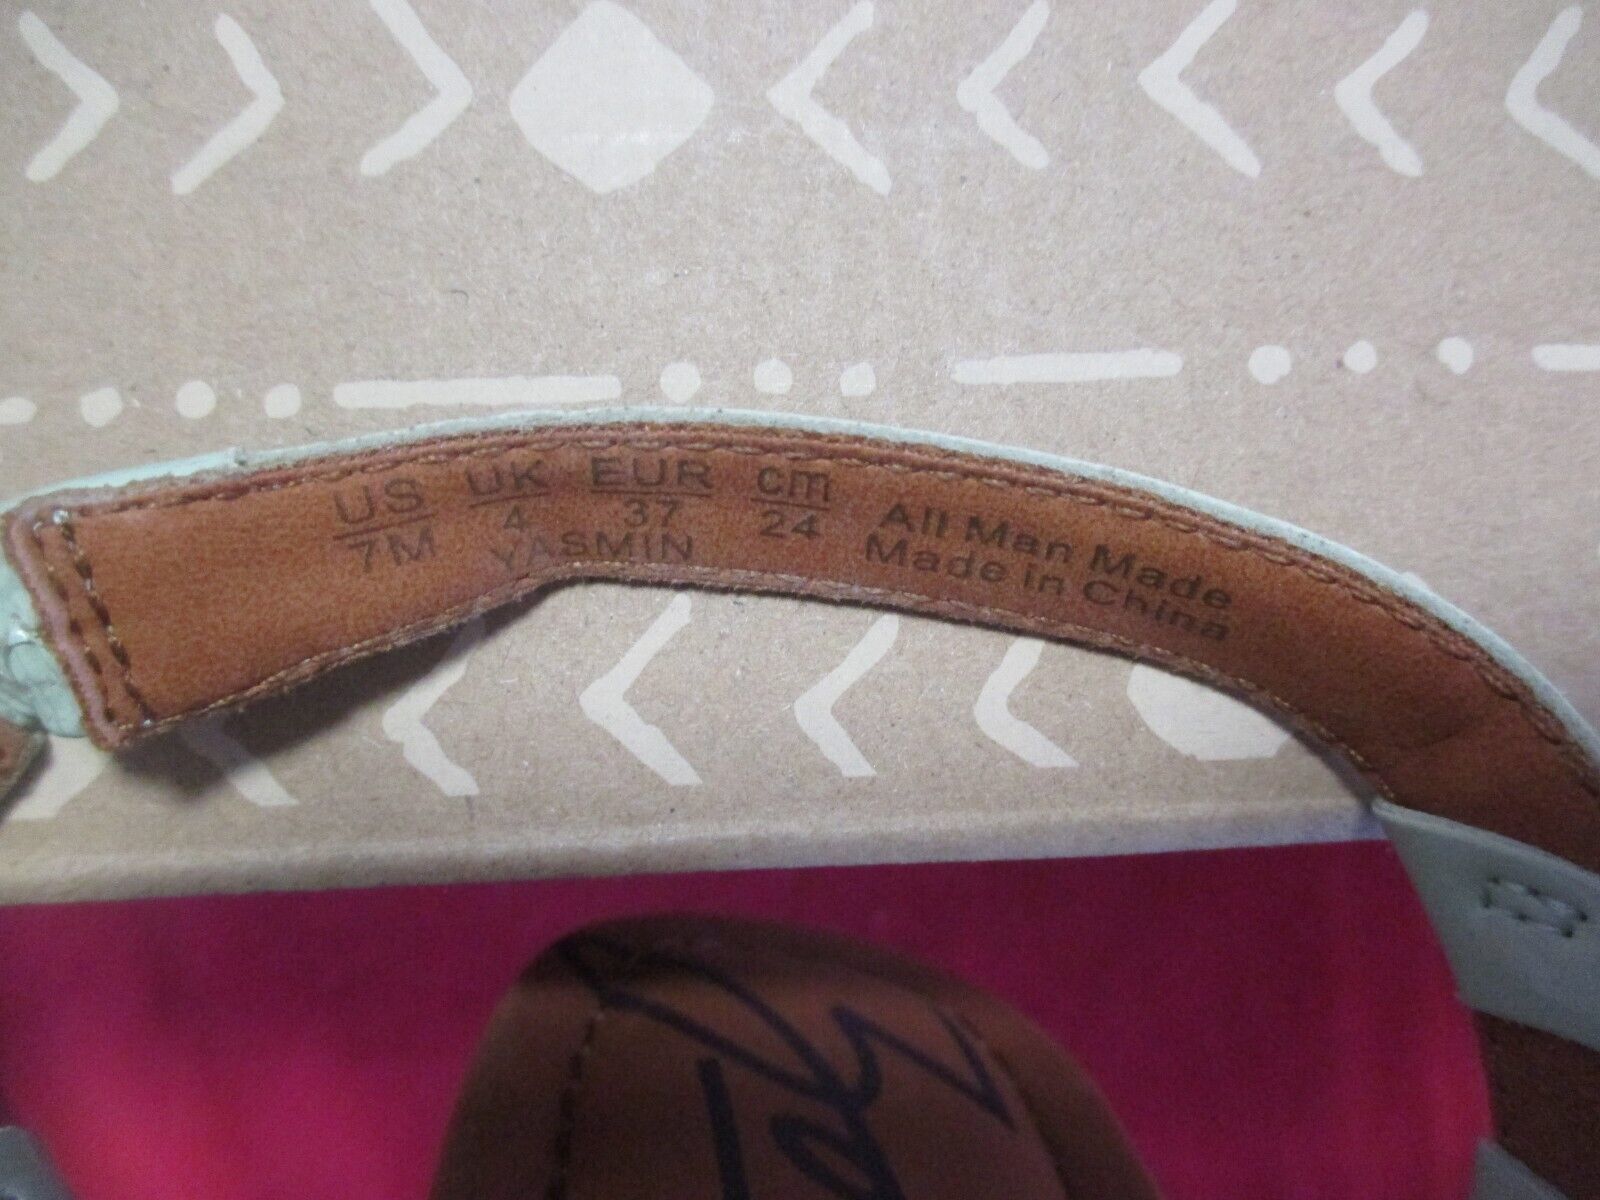 US UK EUR cm
7M 4 37 24
YASMIN
All Man Made
Made in China